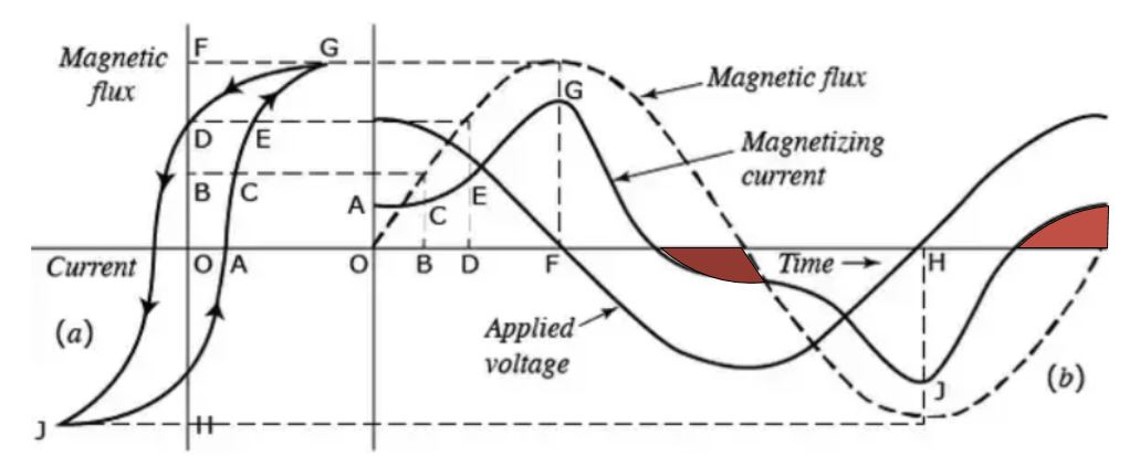 Magnetic
flux
F
G
D
E
B
C
Current
O
A
(a)
J
H
G
Magnetic flux
Magnetizing
current
A
C
E
O
B
D
F
Time
H
Applied
voltage
J
(b)